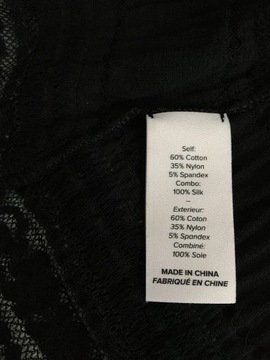 Self:
60% Cotton
35% Nylon
5% Spandex
Combo:
100% Silk
–
Exterieur:
60% Coton
35% Nylon
5% Spandex
Combiné:
100% Soie
MADE IN CHINA
FABRIQUÉ EN CHINE